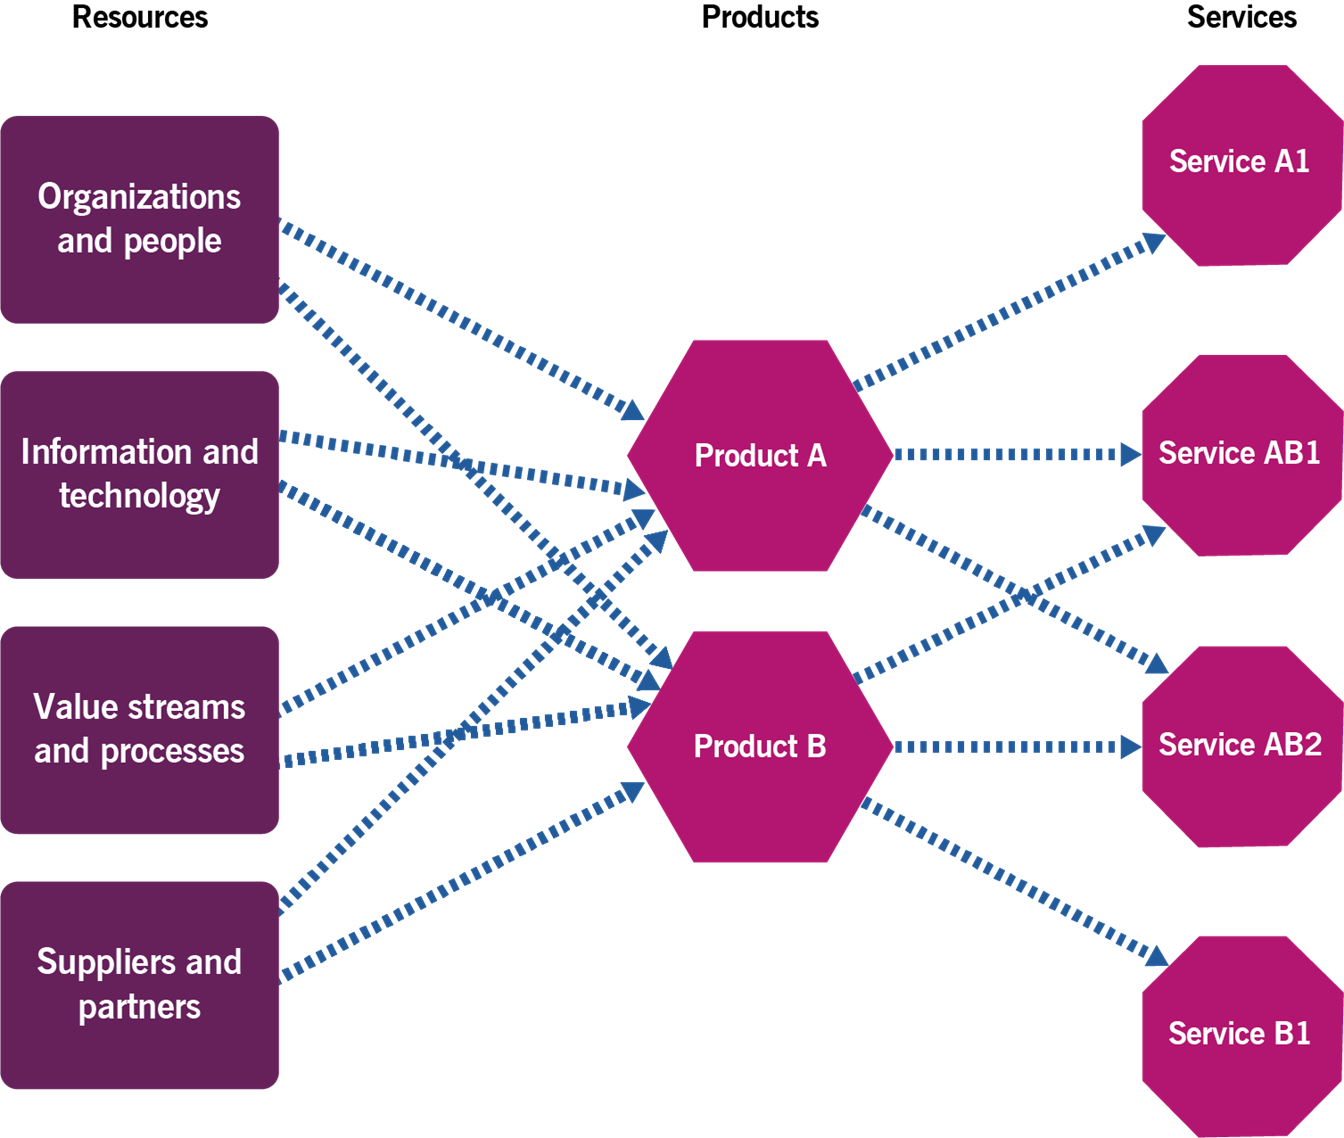 Resources
Products
Services
Organizations
and people
Information and
technology
Value streams
and processes
Suppliers and
partners
Product A
Product B
Service A1
Service AB1
Service AB2
Service B1